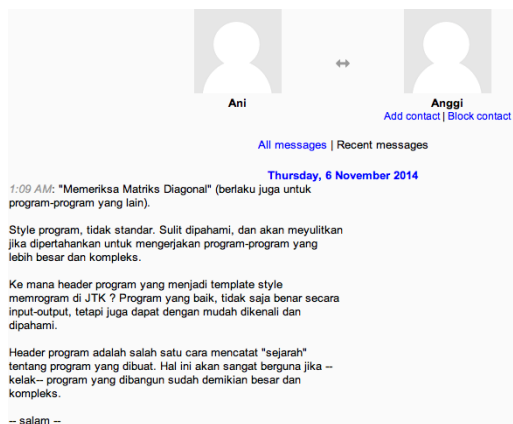 Ani
Anggi
Add contact | Block contact
All messages | Recent messages
Thursday, 6 November 2014
1:09 AM: "Memeriksa Matriks Diagonal" (berlaku juga untuk
program-program yang lain).
Style program, tidak standar. Sulit dipahami, dan akan meyulitkan
jika dipertahankan untuk mengerjakan program-program yang
lebih besar dan kompleks.
Ke mana header program yang menjadi template style
memrogram di JTK ? Program yang baik, tidak saja benar secara
input-output, tetapi juga dapat dengan mudah dikenali dan
dipahami.
Header program adalah salah satu cara mencatat "sejarah"
tentang program yang dibuat. Hal ini akan sangat berguna jika --
kelak-- program yang dibangun sudah demikian besar dan
kompleks.
-- salam --